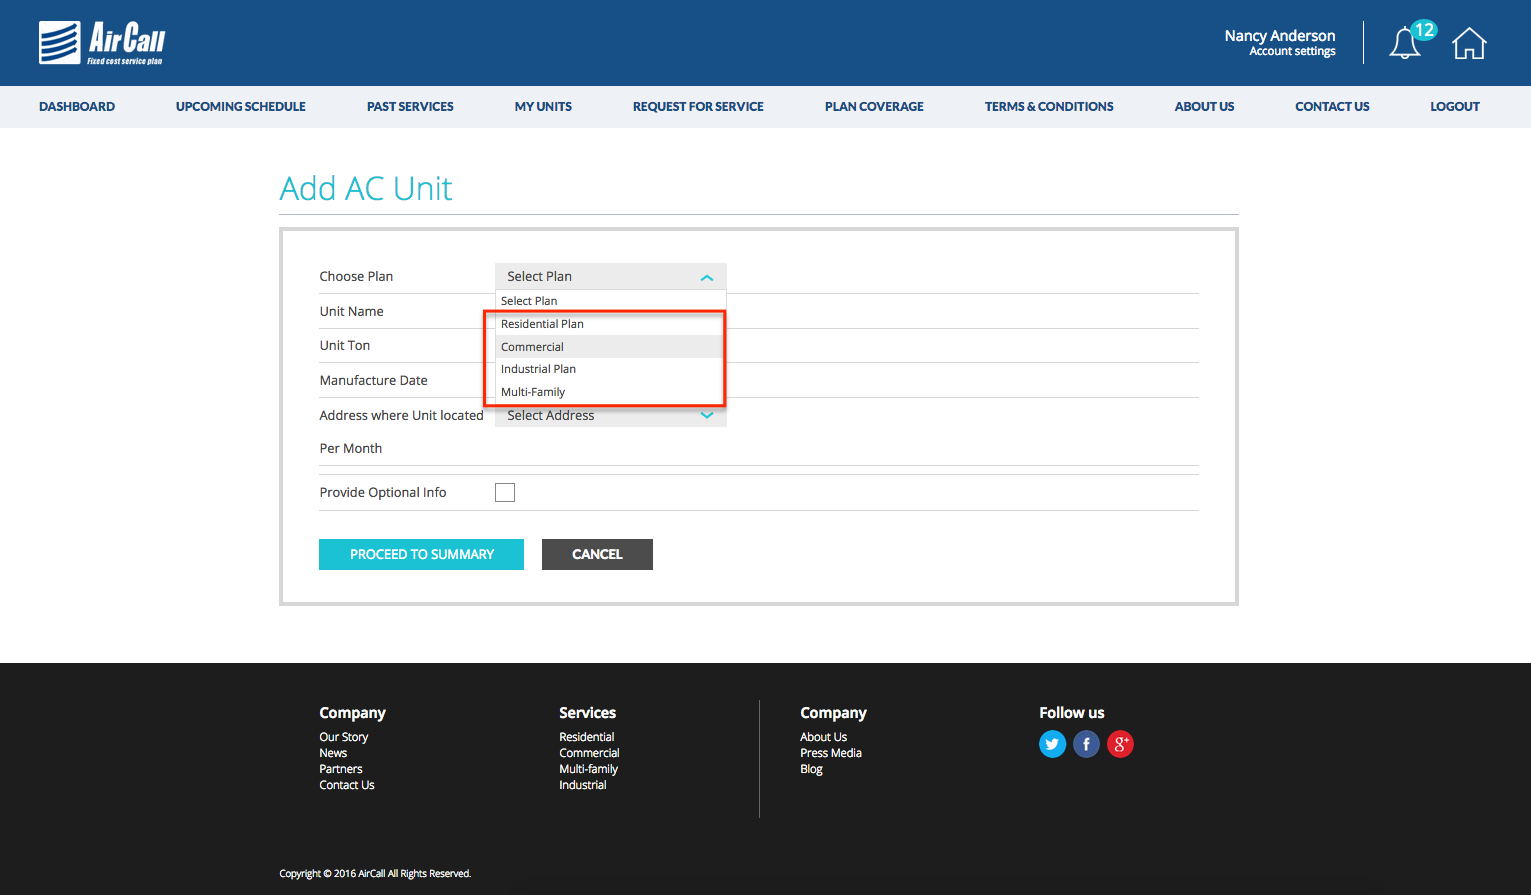 AirCall
Fixed cost service plan
Nancy Anderson
Account settings
12
DASHBOARD UPCOMING SCHEDULE PAST SERVICES MY UNITS REQUEST FOR SERVICE PLAN COVERAGE TERMS & CONDITIONS ABOUT US CONTACT US LOGOUT
Add AC Unit
Choose Plan Select Plan
Select Plan
Unit Name
Residential Plan
Unit Ton
Commercial
Industrial Plan
Manufacture Date
Multi-Family
Address where Unit located Select Address
Per Month
Provide Optional Info
PROCEED TO SUMMARY CANCEL
Company
Our Story
News
Partners
Contact Us
Services
Residential
Commercial
Multi-family
Industrial
Company
About Us
Press Media
Blog
Follow us
f
g+
Copyright © 2016 AirCall All Rights Reserved.